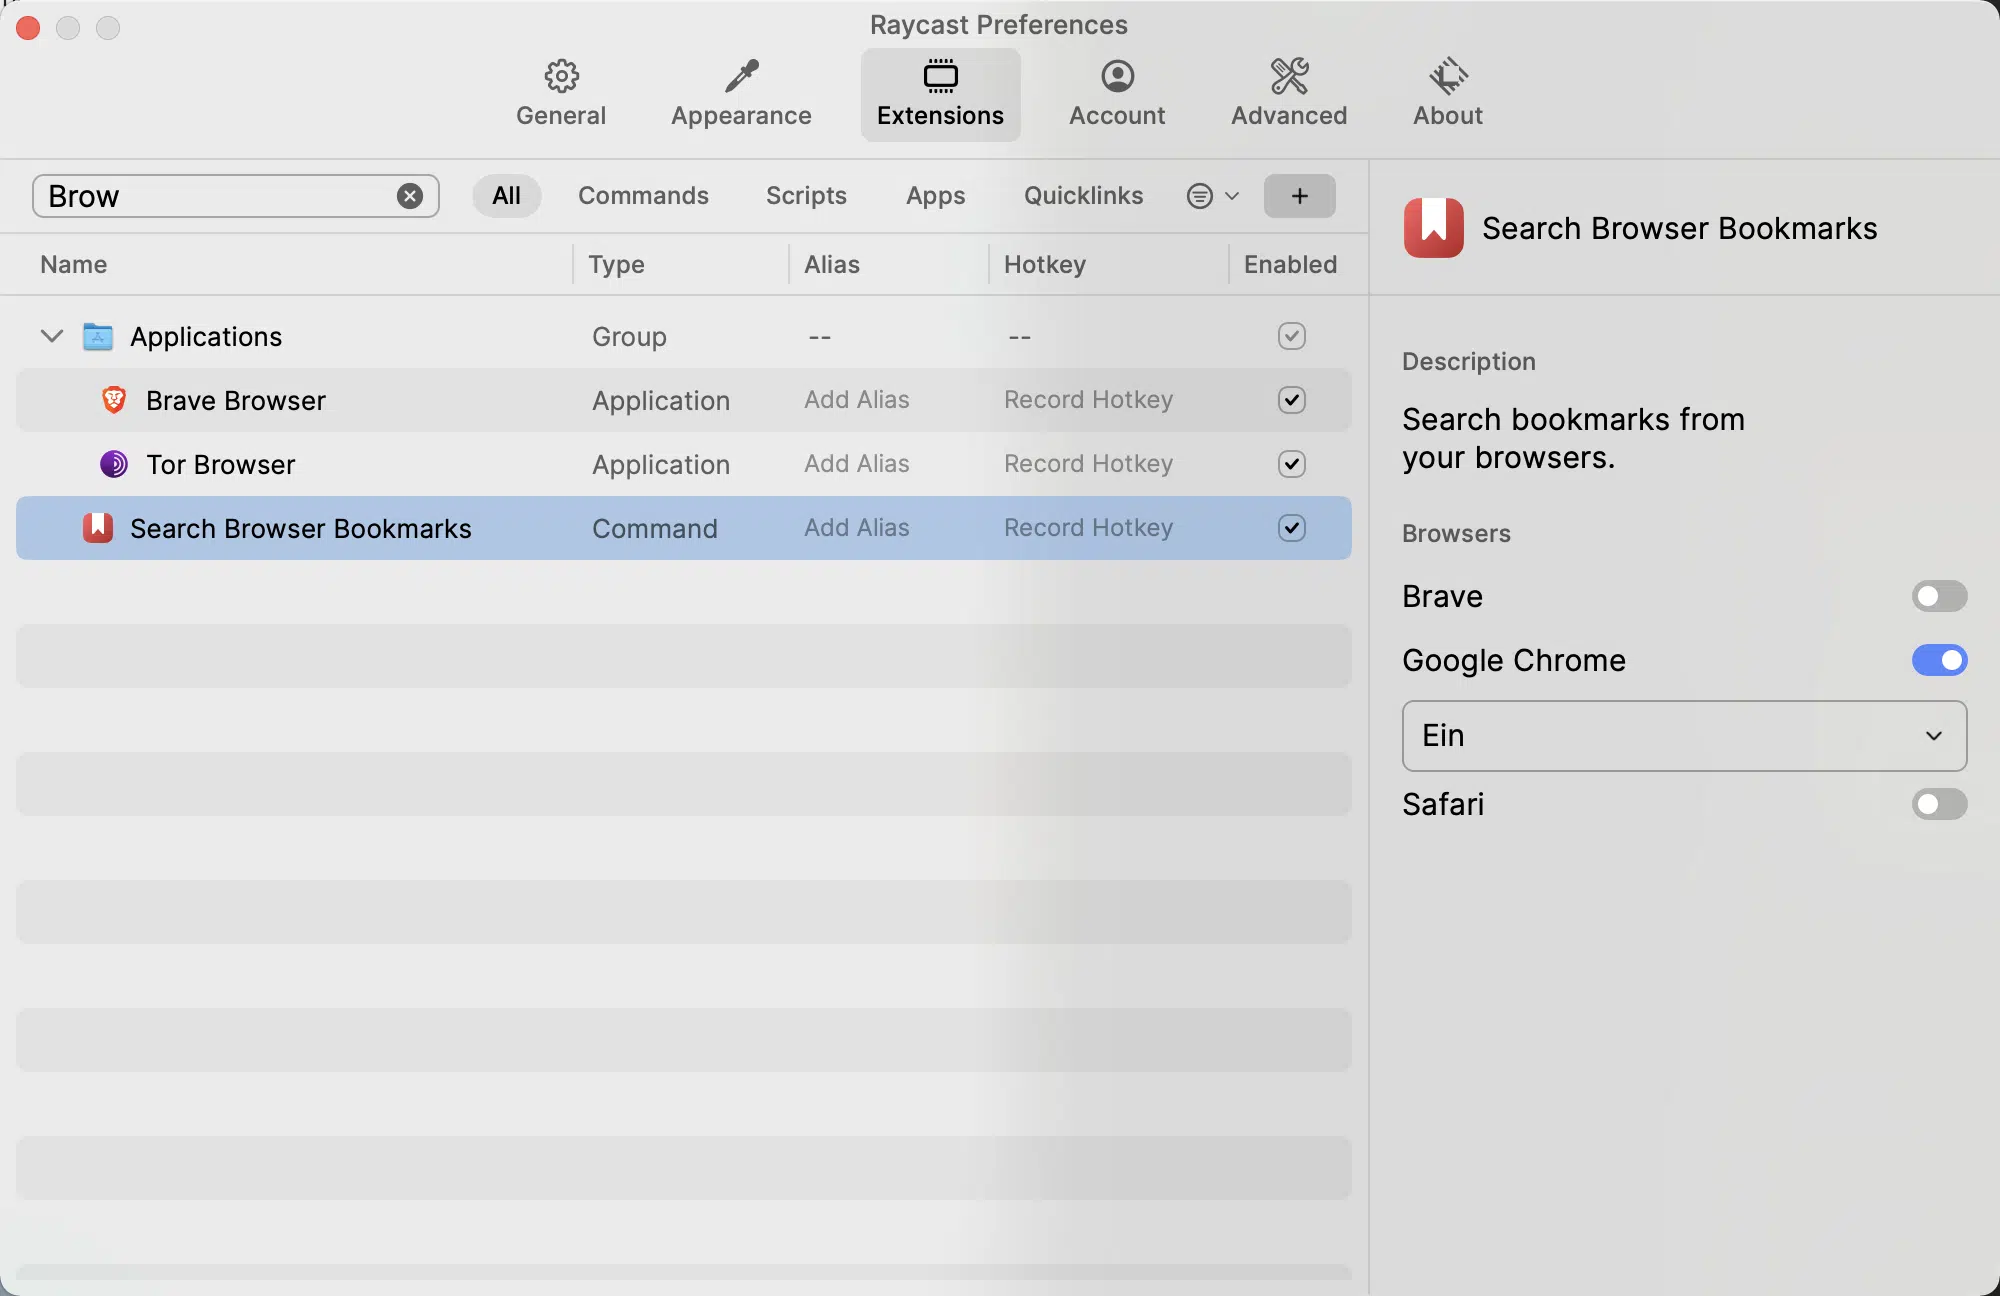 Raycast Preferences
General Appearance Extensions Account Advanced About
Brow All Commands Scripts Apps Quicklinks +
Name Type Alias Hotkey Enabled
Applications Group -- --
Brave Browser Application Add Alias Record Hotkey
Tor Browser Application Add Alias Record Hotkey
Search Browser Bookmarks Command Add Alias Record Hotkey
Search Browser Bookmarks
Description
Search bookmarks from
your browsers.
Browsers
Brave
Google Chrome
Ein
Safari